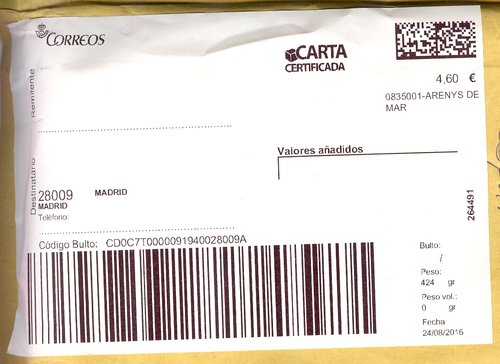 CORREOS
CARTA
CERTIFICADA
4,60 €
0835001-ARENYS DE
MAR
Remitente
Valores añadidos
Destinatario
28009 MADRID
MADRID
Teléfono:
Código Bulto: CD0C7T0000091940028009A
264491
Bulto:
/
Peso:
424 gr
Peso vol.:
0 gr
Fecha
24/08/2016